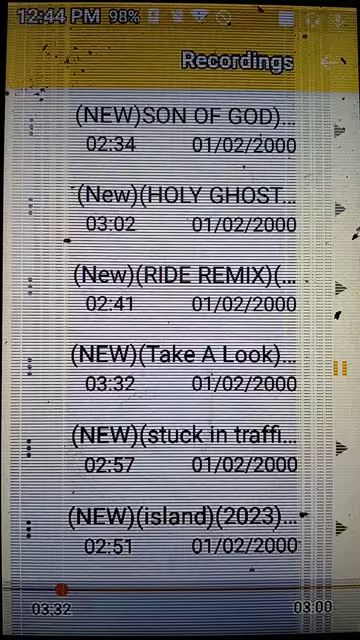 12:44 PM 98%
Recordings
(NEW)SON OF GOD)...
02:34 01/02/2000
(New)(HOLY GHOST...
03:02 01/02/2000
(New)(RIDE REMIX)(...
02:41 01/02/2000
(NEW)(Take A Look)...
03:32 01/02/2000
(NEW)(stuck in traffi...
02:57 01/02/2000
(NEW)(island)(2023)...
02:51 01/02/2000
03:32 03:00